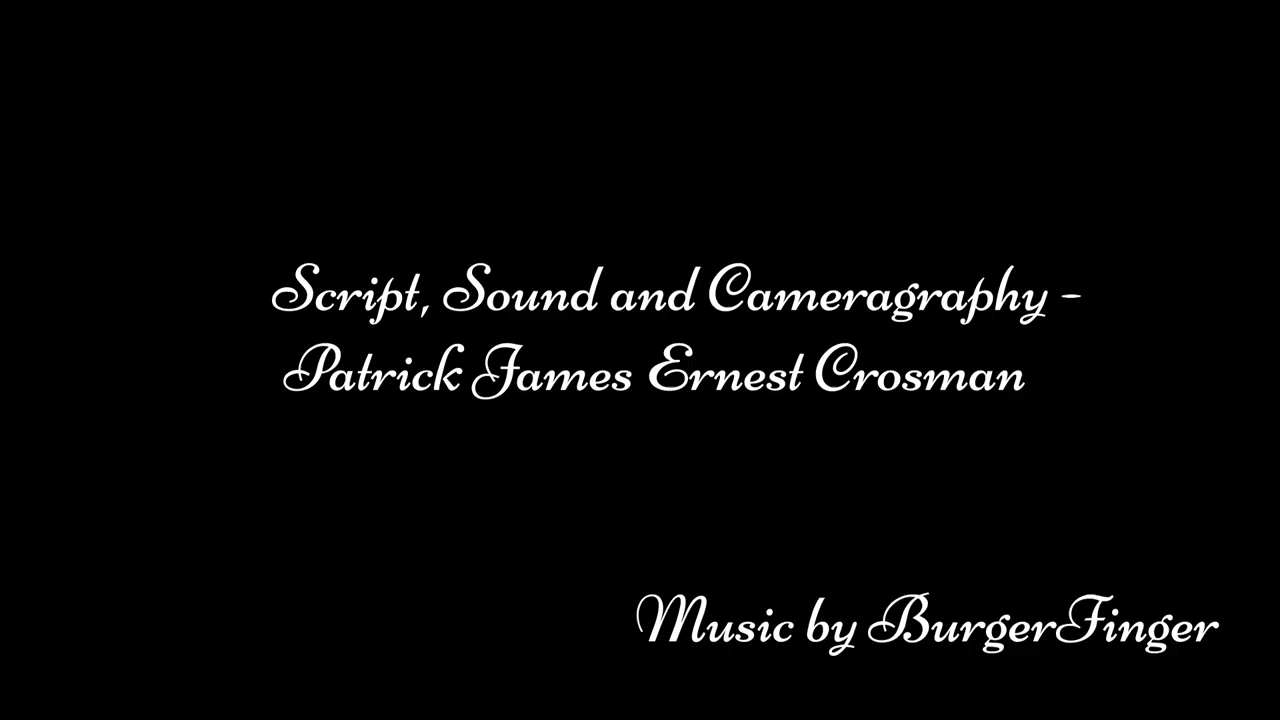 Script, Sound and Cameragraphy -
Patrick James Ernest Crosman
Music by BurgerFinger